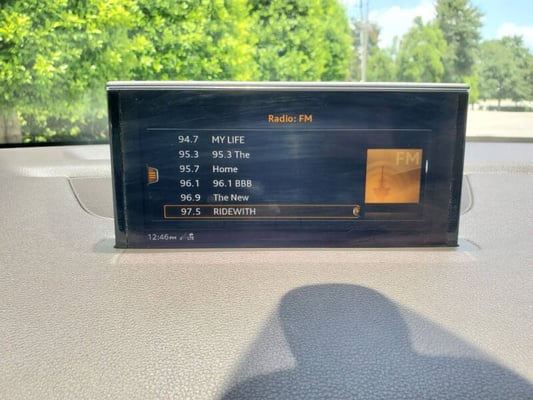 Radio: FM
94.7 MY LIFE
95.3 95.3 The
95.7 Home
96.1 96.1 BBB
96.9 The New
97.5 RIDEWITH
FM
12:46 PM